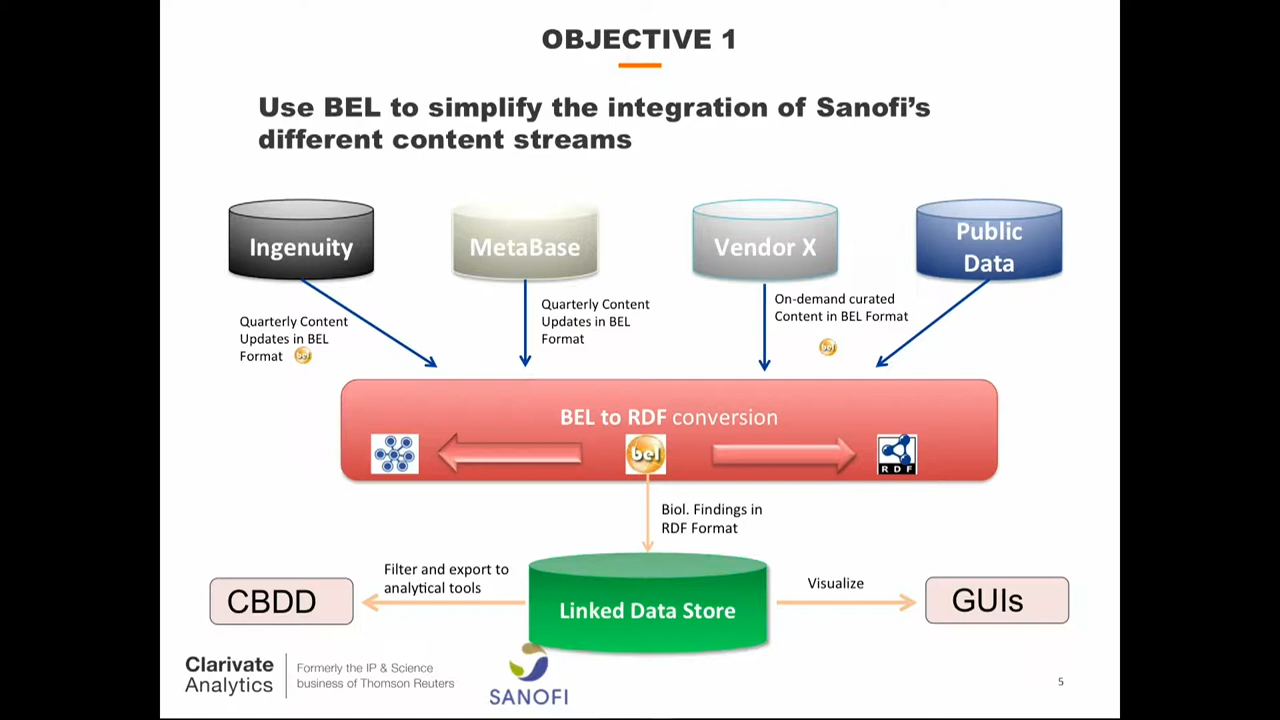 OBJECTIVE 1
Use BEL to simplify the integration of Sanofi's
different content streams
Ingenuity
MetaBase
Vendor X
Public
Data
Quarterly Content
Updates in BEL
Format
bel
Quarterly Content
Updates in BEL
Format
On-demand curated
Content in BEL Format
bel
BEL to RDF conversion
bel
RDF
Biol. Findings in
RDF Format
Filter and export to
analytical tools
CBDD
Linked Data Store
Visualize
GUIs
Clarivate
Analytics
Formerly the IP & Science
business of Thomson Reuters
SANOFI
5